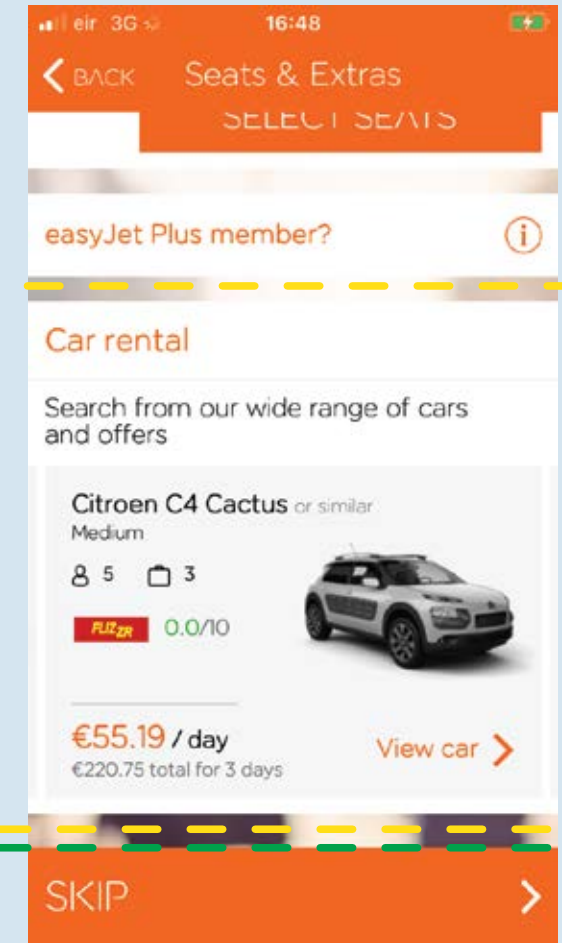 eir 3G 16:48
BACK Seats & Extras
SELECT SEATS
easyJet Plus member? i
Car rental
Search from our wide range of cars
and offers
Citroen C4 Cactus or similar
Medium
5 3
FLIZZR 0.0/10
€55.19 / day
€220.75 total for 3 days
View car
SKIP